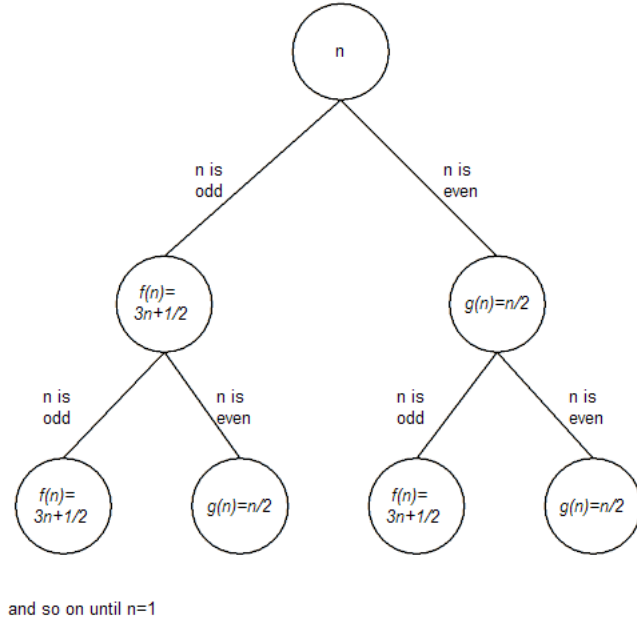 n
n is
odd
n is
even
f(n)=
3n+1/2
g(n)=n/2
n is
odd
n is
even
n is
odd
n is
even
f(n)=
3n+1/2
g(n)=n/2
f(n)=
3n+1/2
g(n)=n/2
and so on until n=1